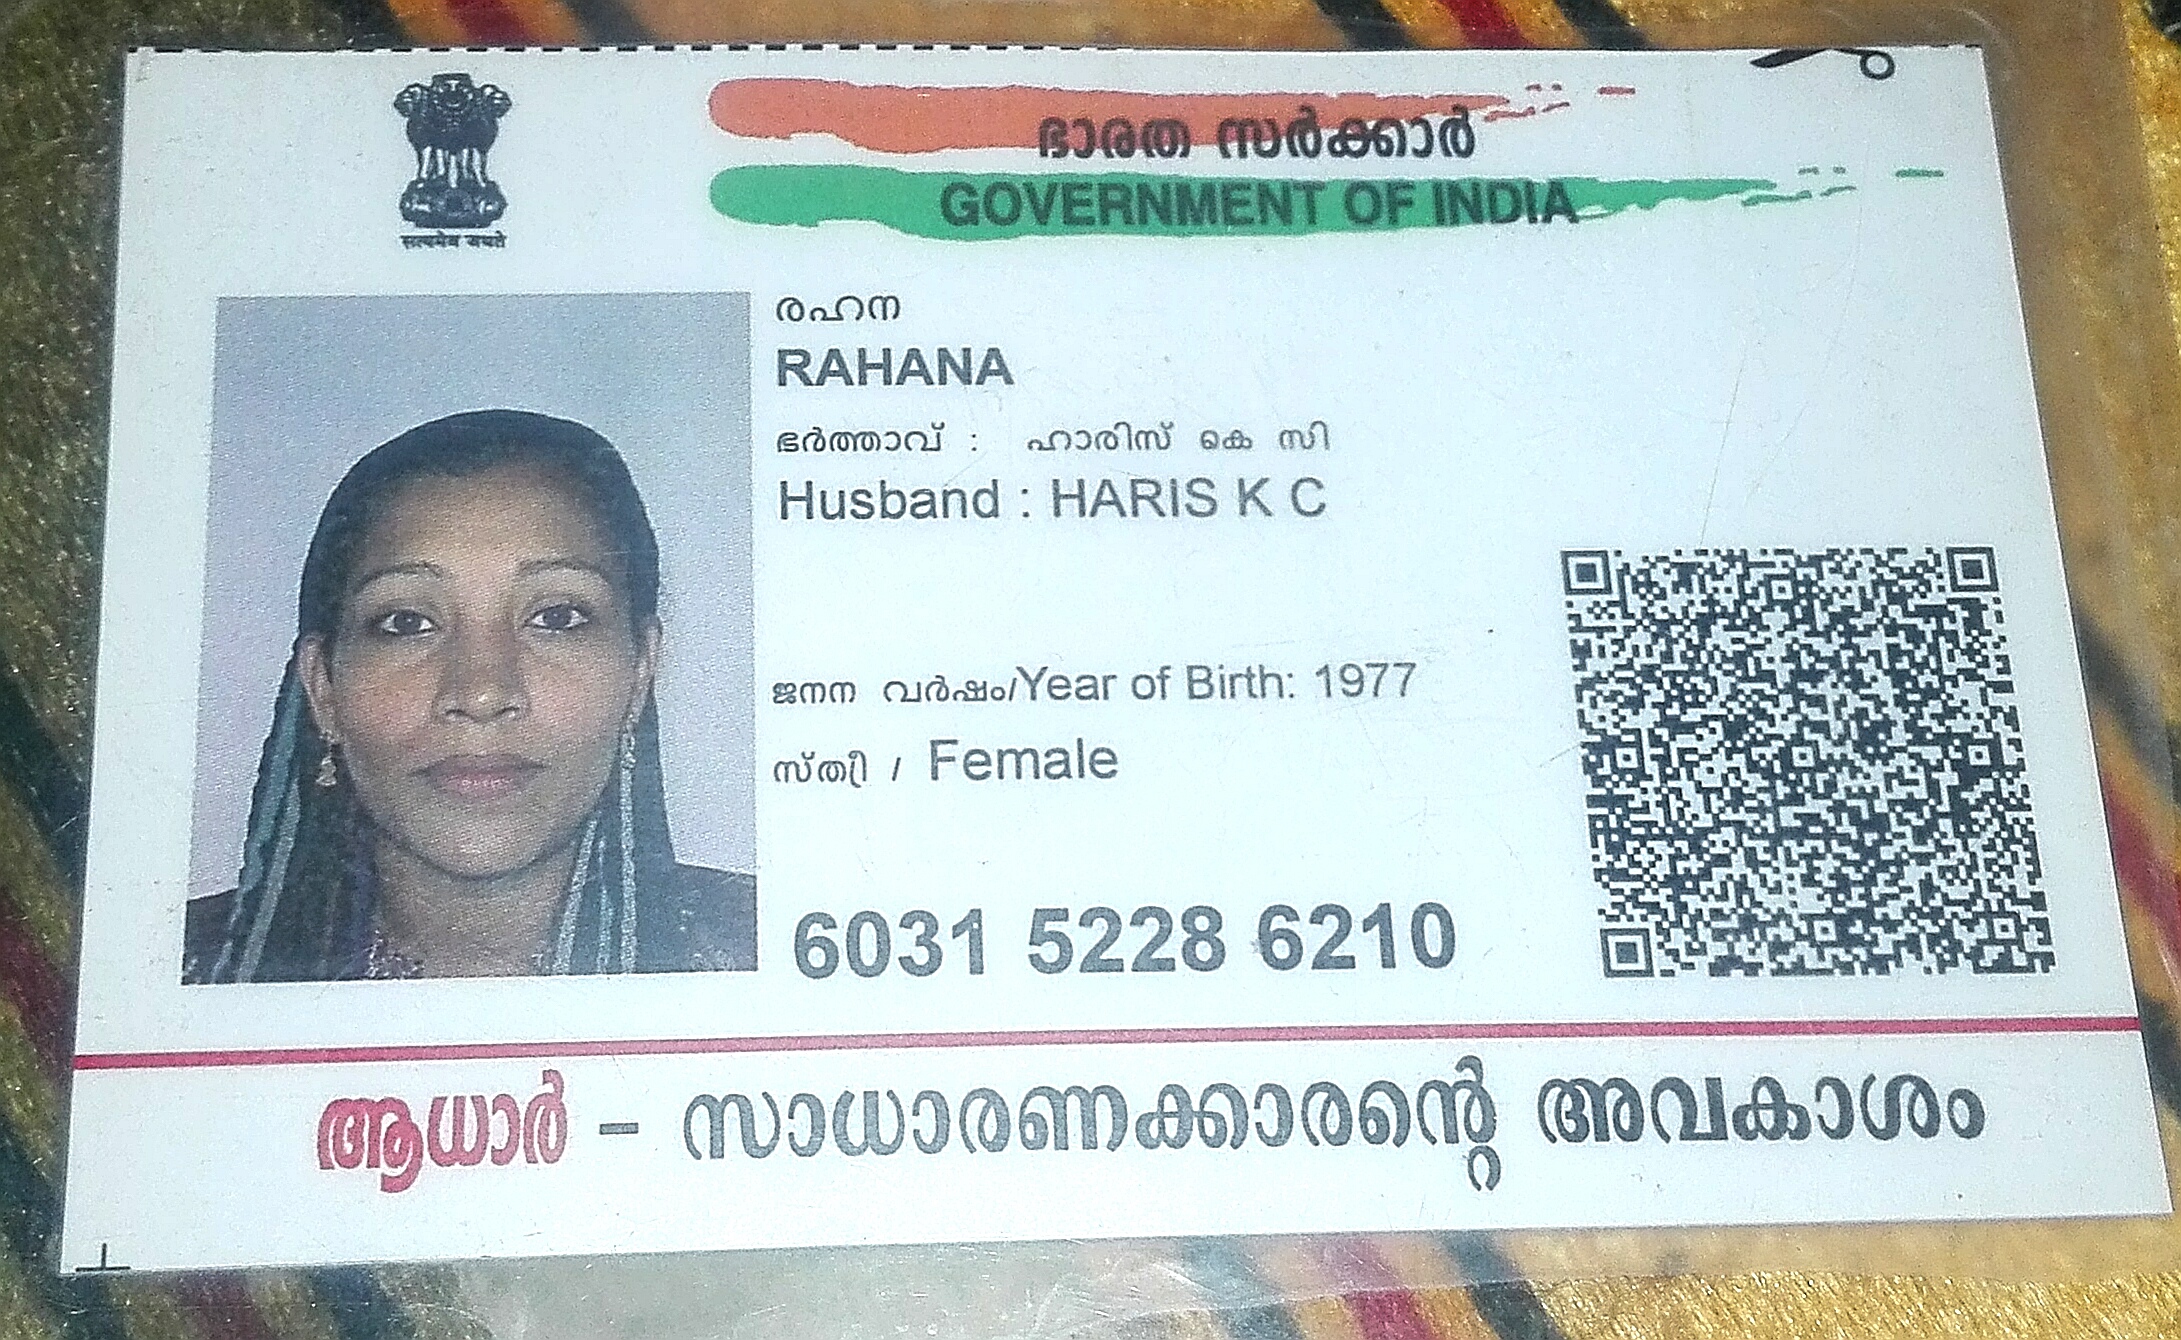 ഭാരത സർക്കാർ
GOVERNMENT OF INDIA
सत्यमेव जयते
രഹന
RAHANA
ഭർത്താവ് : ഹാരിസ് കെ സി
Husband : HARIS K C
ജനന വർഷം/Year of Birth: 1977
സ്ത്രീ / Female
6031 5228 6210
ആധാർ – സാധാരണക്കാരന്റെ അവകാശം